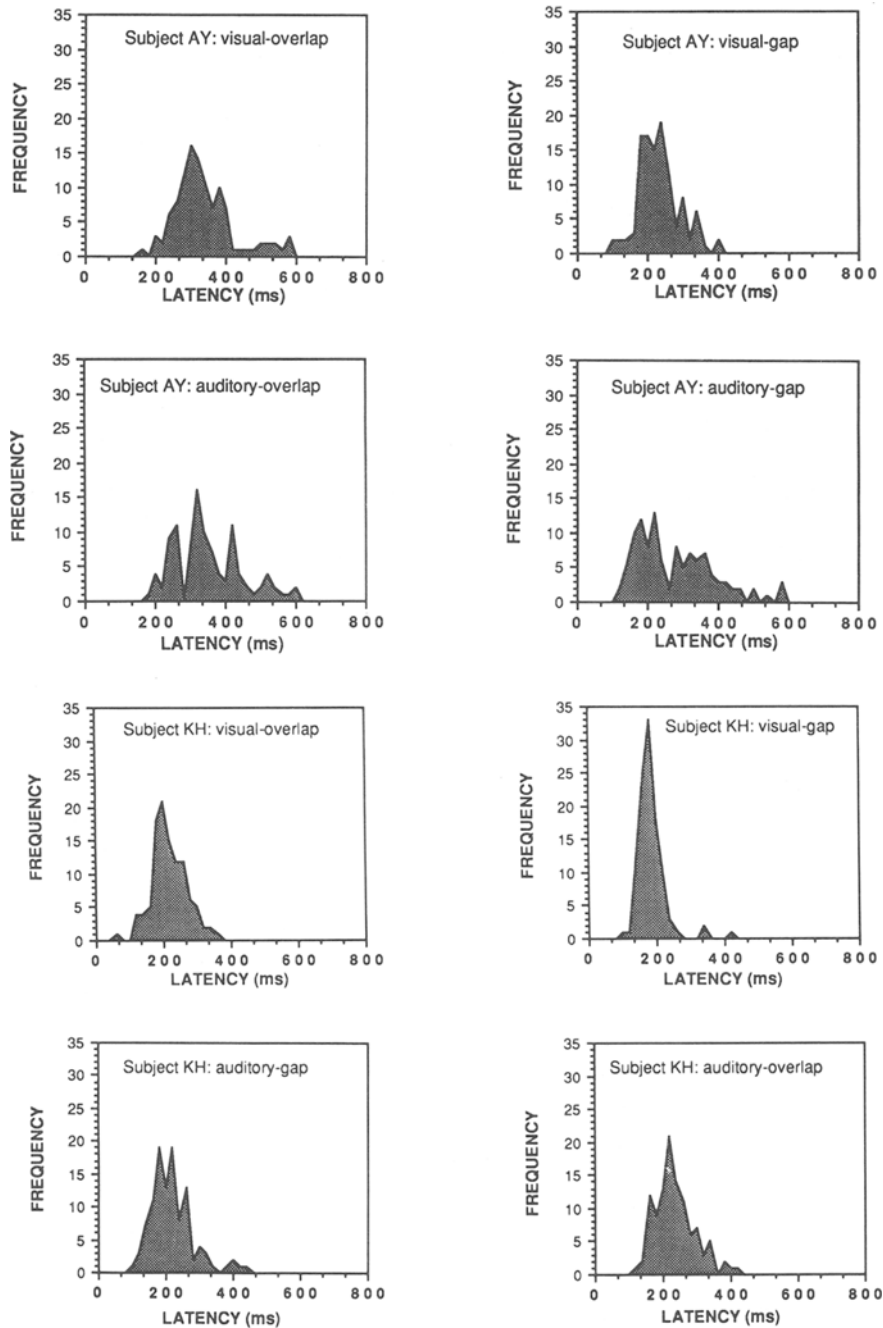 Subject AY: visual-overlap
FREQUENCY
35
30
25
20
15
10
5
0
0 200 400 600 800
LATENCY (ms)
Subject AY: visual-gap
FREQUENCY
35
30
25
20
15
10
5
0
0 200 400 600 800
LATENCY (ms)
Subject AY: auditory-overlap
FREQUENCY
35
30
25
20
15
10
5
0
0 200 400 600 800
LATENCY (ms)
Subject AY: auditory-gap
FREQUENCY
35
30
25
20
15
10
5
0
0 200 400 600 800
LATENCY (ms)
Subject KH: visual-overlap
FREQUENCY
35
30
25
20
15
10
5
0
0 200 400 600 800
LATENCY (ms)
Subject KH: visual-gap
FREQUENCY
35
30
25
20
15
10
5
0
0 200 400 600 800
LATENCY (ms)
Subject KH: auditory-gap
FREQUENCY
35
30
25
20
15
10
5
0
0 200 400 600 800
LATENCY (ms)
Subject KH: auditory-overlap
FREQUENCY
35
30
25
20
15
10
5
0
0 200 400 600 800
LATENCY (ms)